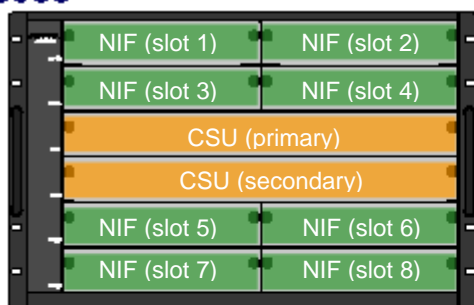 NIF (slot 1) NIF (slot 2)
NIF (slot 3) NIF (slot 4)
CSU (primary)
CSU (secondary)
NIF (slot 5) NIF (slot 6)
NIF (slot 7) NIF (slot 8)